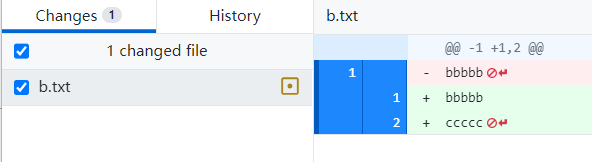 Changes 1 History
1 changed file
b.txt
b.txt
@@ -1 +1,2 @@
1 - bbbbb
1 + bbbbb
2 + ccccc